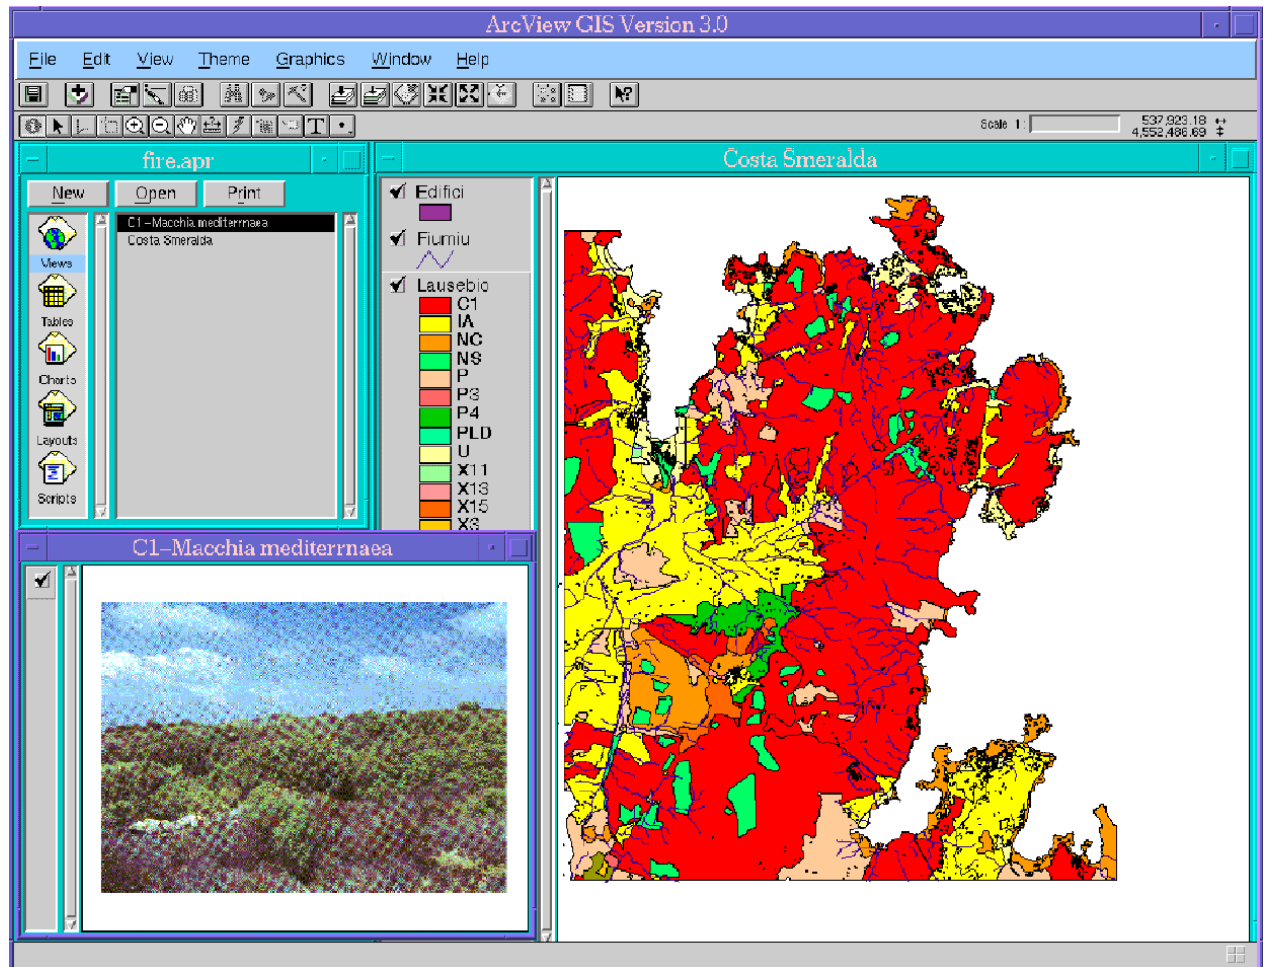 ArcView GIS Version 3.0
File Edit View Theme Graphics Window Help
Scale 1: 537,923.18
4,552,486.69
fire.apr
New Open Print
C1-Macchia mediterrnaea
Costa Smeralda
Views
Tables
Charts
Layouts
Scripts
Costa Smeralda
Edifici
Fiumiu
Lausebio
C1
IA
NC
NS
P
P3
P4
PLD
U
X11
X13
X15
X3
C1-Macchia mediterrnaea